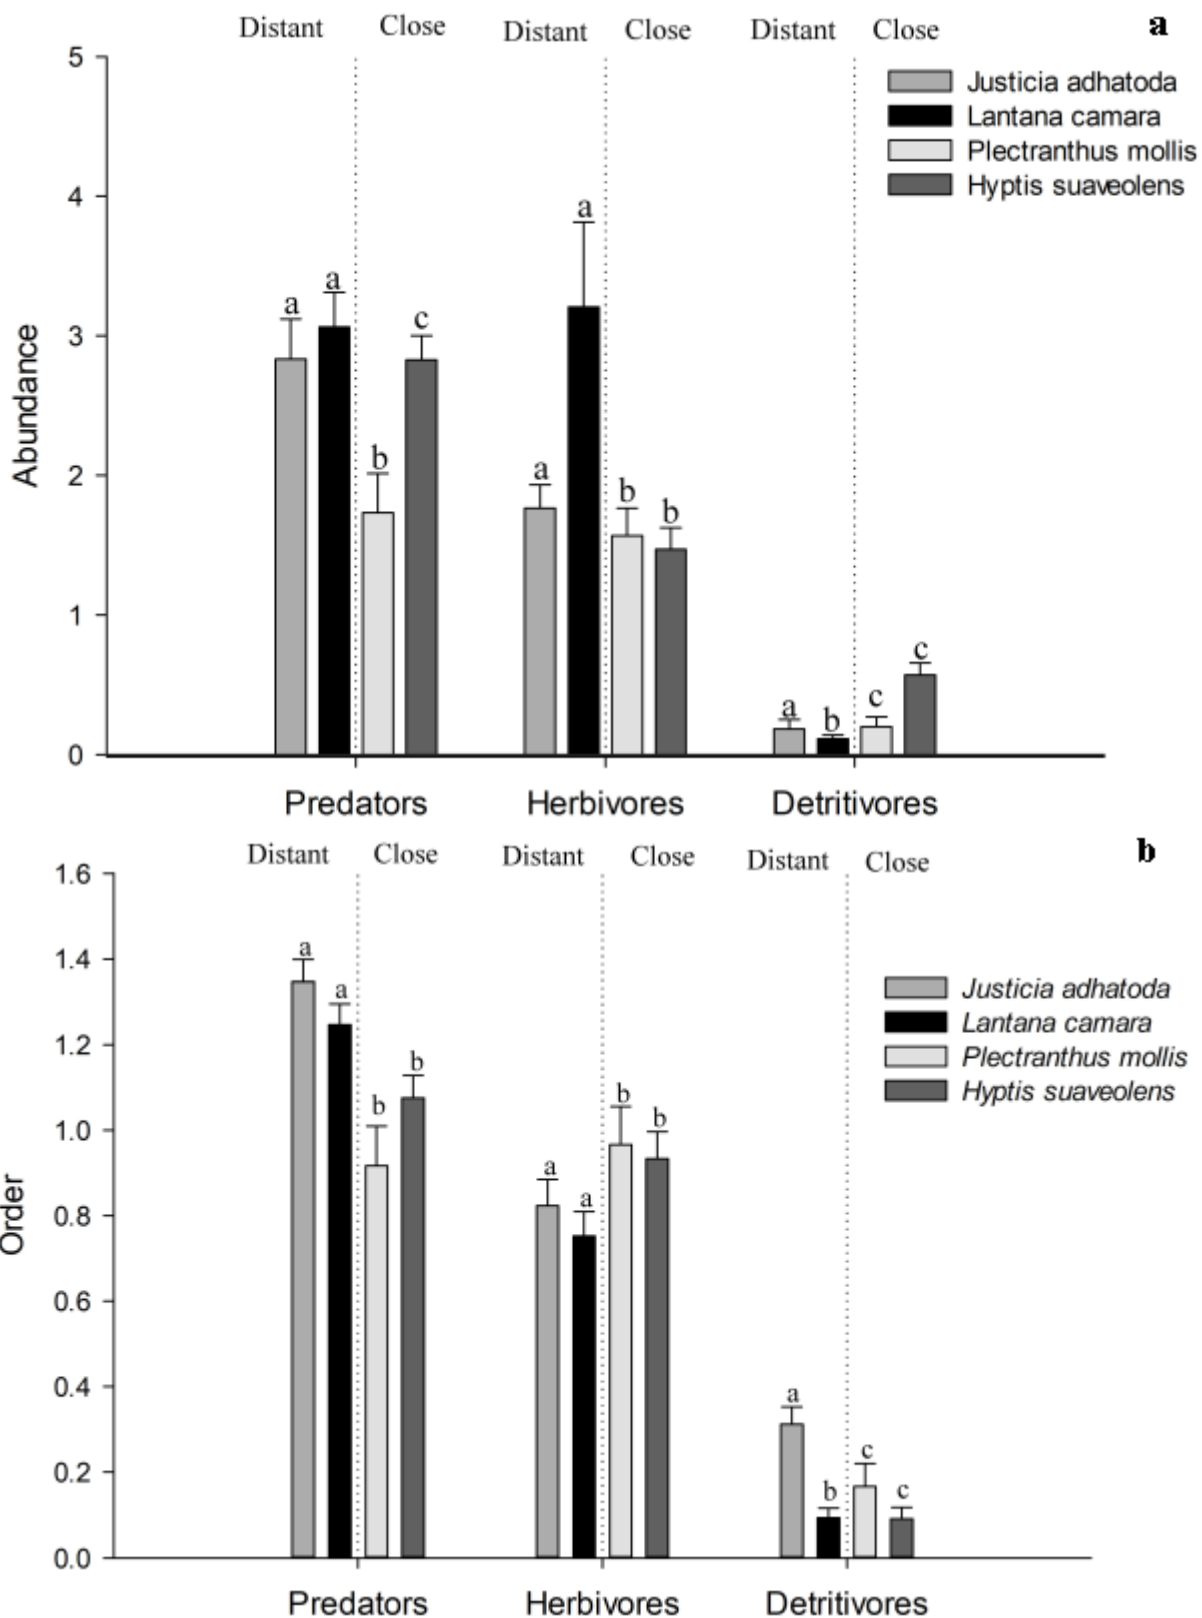 Distant Close Distant Close Distant Close a
5
Justicia adhatoda
Lantana camara
Plectranthus mollis
Hyptis suaveolens
4
3
2
1
0
Abundance
a a b c
a a b b
a b c c
Predators Herbivores Detritivores
Distant Close Distant Close Distant Close b
1.6
1.4
1.2
1.0
0.8
0.6
0.4
0.2
0.0
Order
Justicia adhatoda
Lantana camara
Plectranthus mollis
Hyptis suaveolens
a a b b
a a b b
a b c c
Predators Herbivores Detritivores